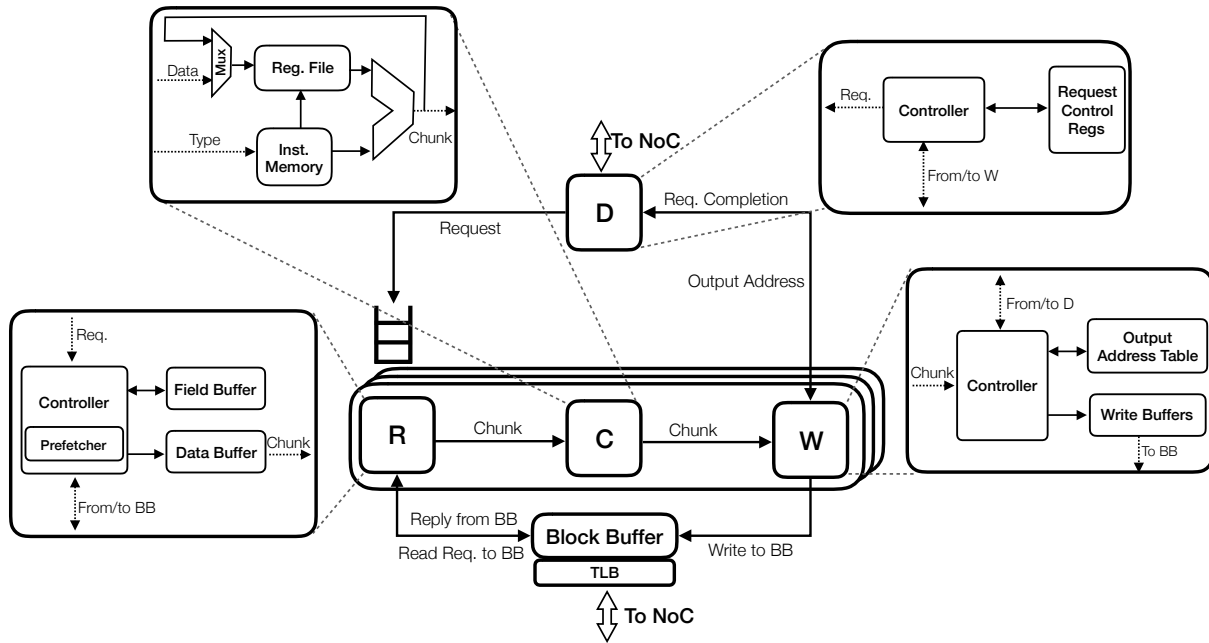 Mux
Data
Reg. File
Type
Inst.
Memory
Chunk
Req.
Controller
Request
Control
Regs
From/to W
To NoC
D
Req. Completion
Request
Output Address
From/to D
Output
Address Table
Chunk
Controller
Write Buffers
To BB
Req.
Controller
Field Buffer
Prefetcher
Data Buffer
Chunk
From/to BB
R
Chunk
C
Chunk
W
Reply from BB
Read Req. to BB
Block Buffer
Write to BB
TLB
To NoC